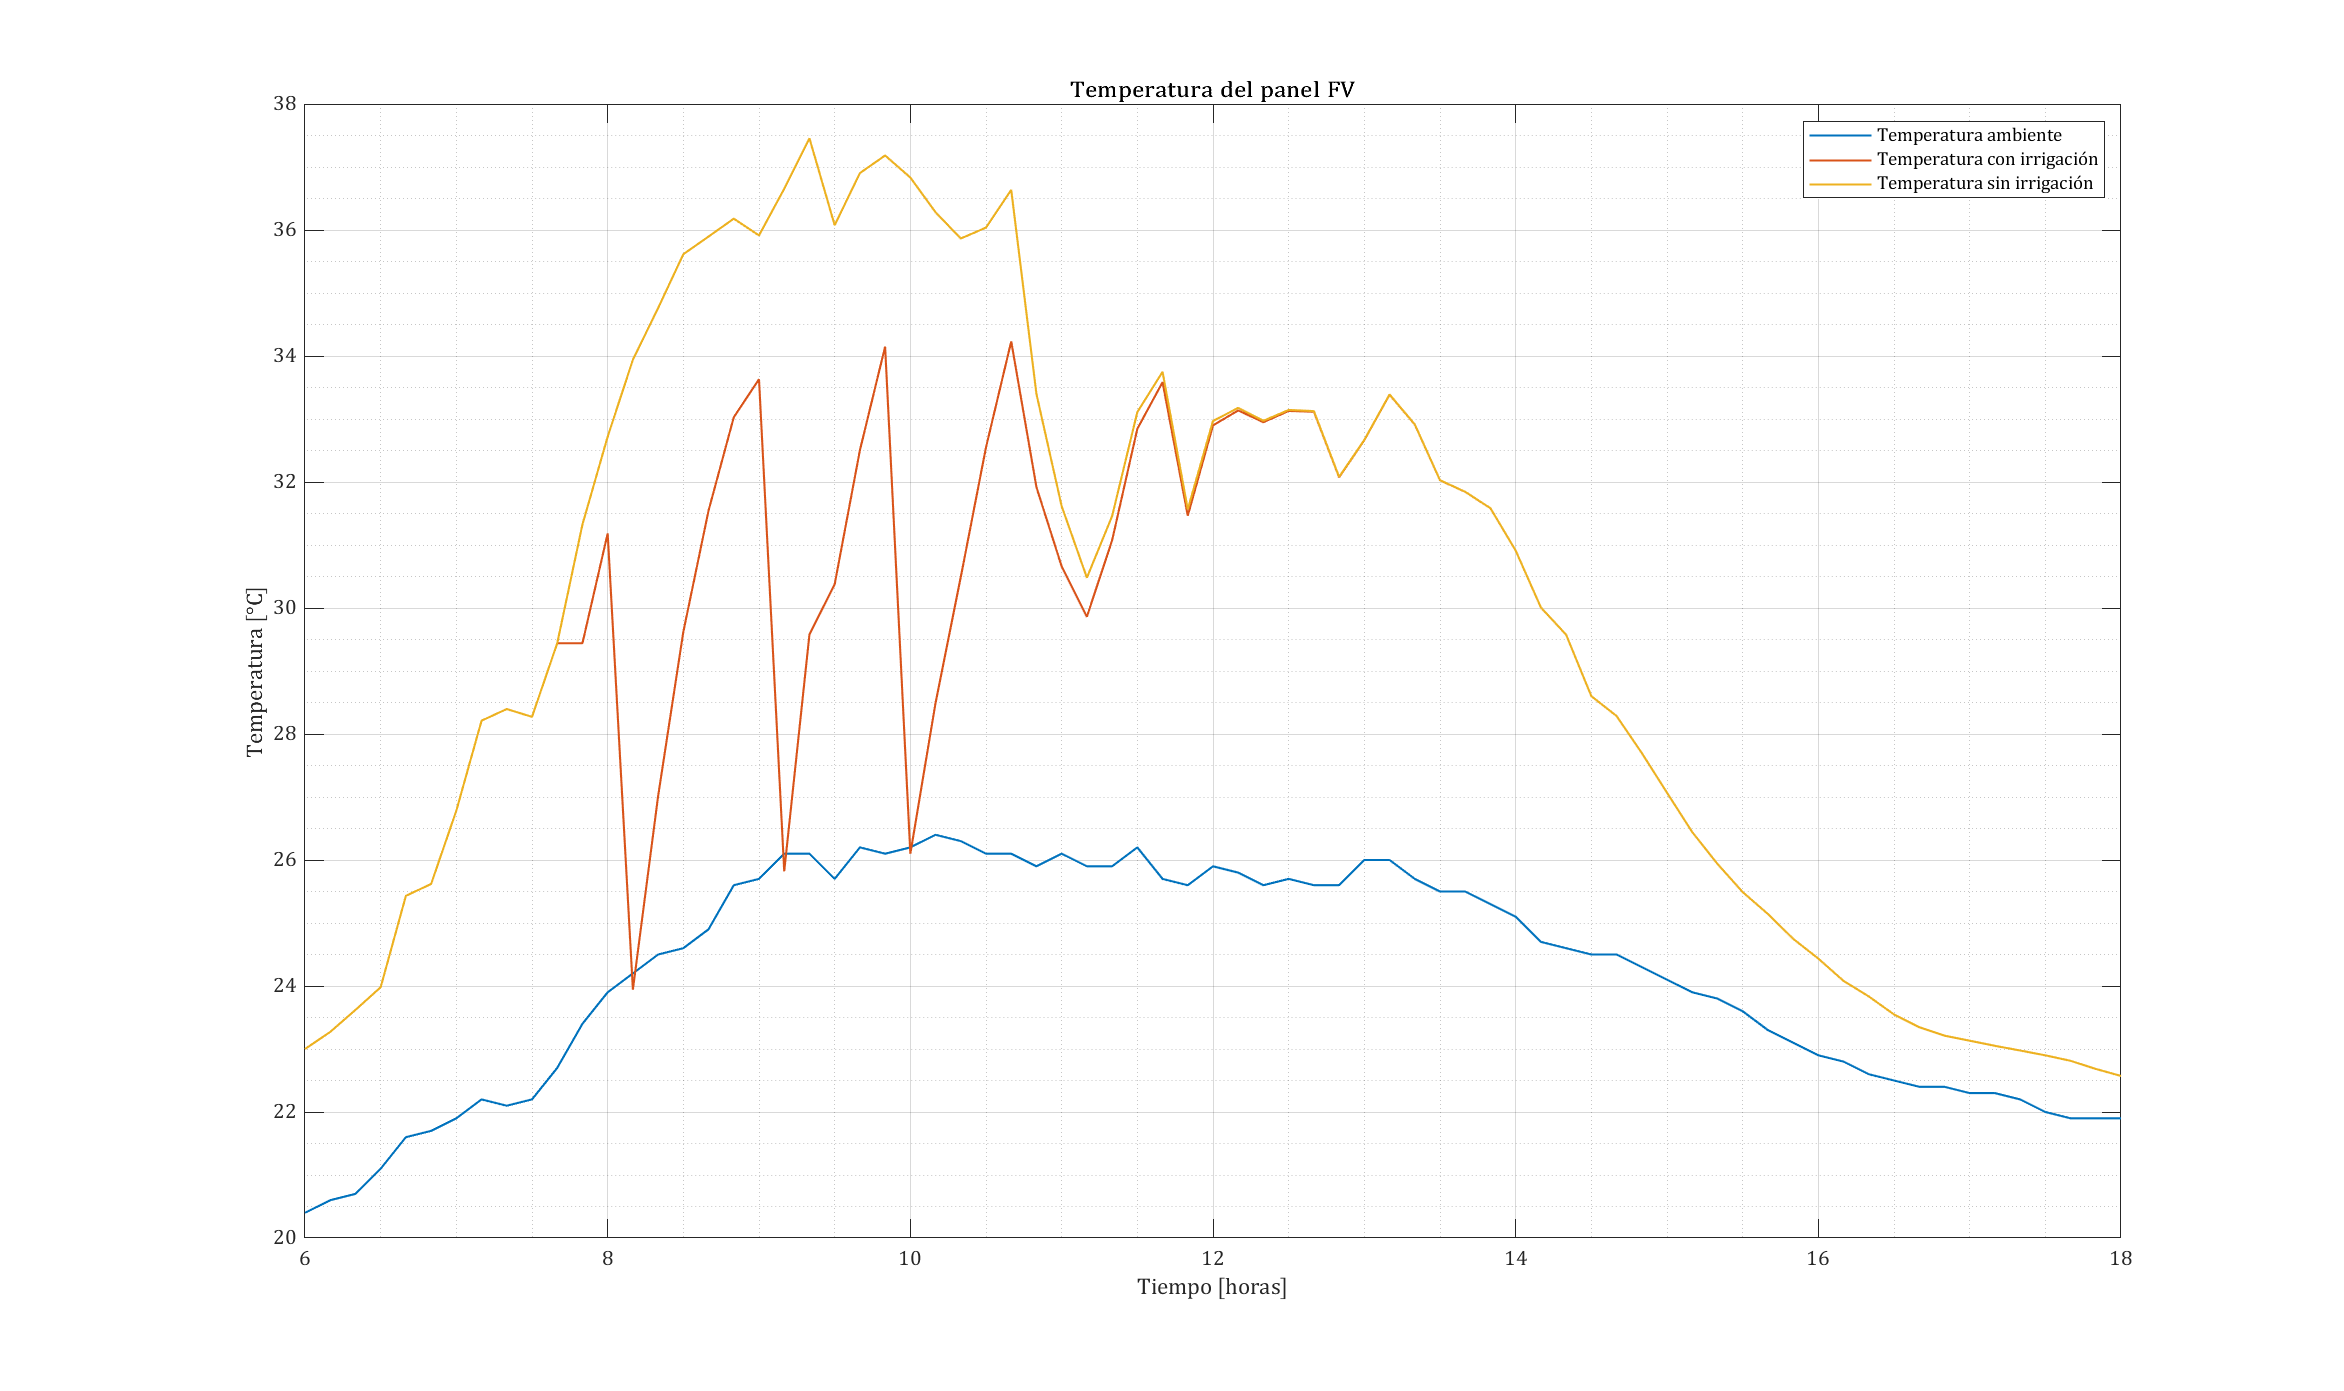 Temperatura del panel FV
Temperatura ambiente
Temperatura con irrigación
Temperatura sin irrigación
Temperatura [°C]
38
36
34
32
30
28
26
24
22
20
6 8 10 12 14 16 18
Tiempo [horas]